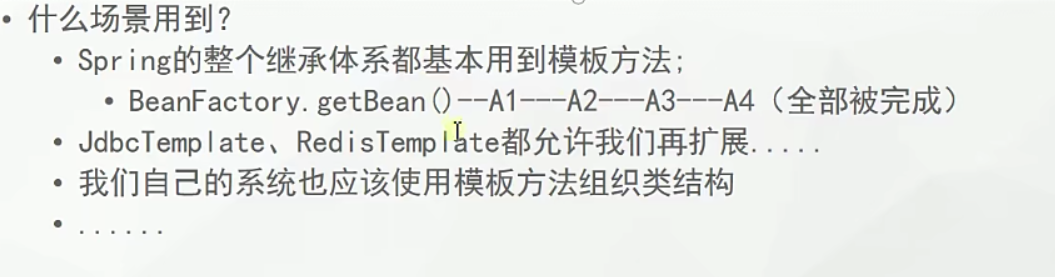 • 什么场景用到？
• Spring的整个继承体系都基本用到模板方法;
• BeanFactory.getBean()--A1---A2---A3---A4（全部被完成）
• JdbcTemplate、RedisTemplate都允许我们再扩展.....
• 我们自己的系统也应该使用模板方法组织类结构
• ......